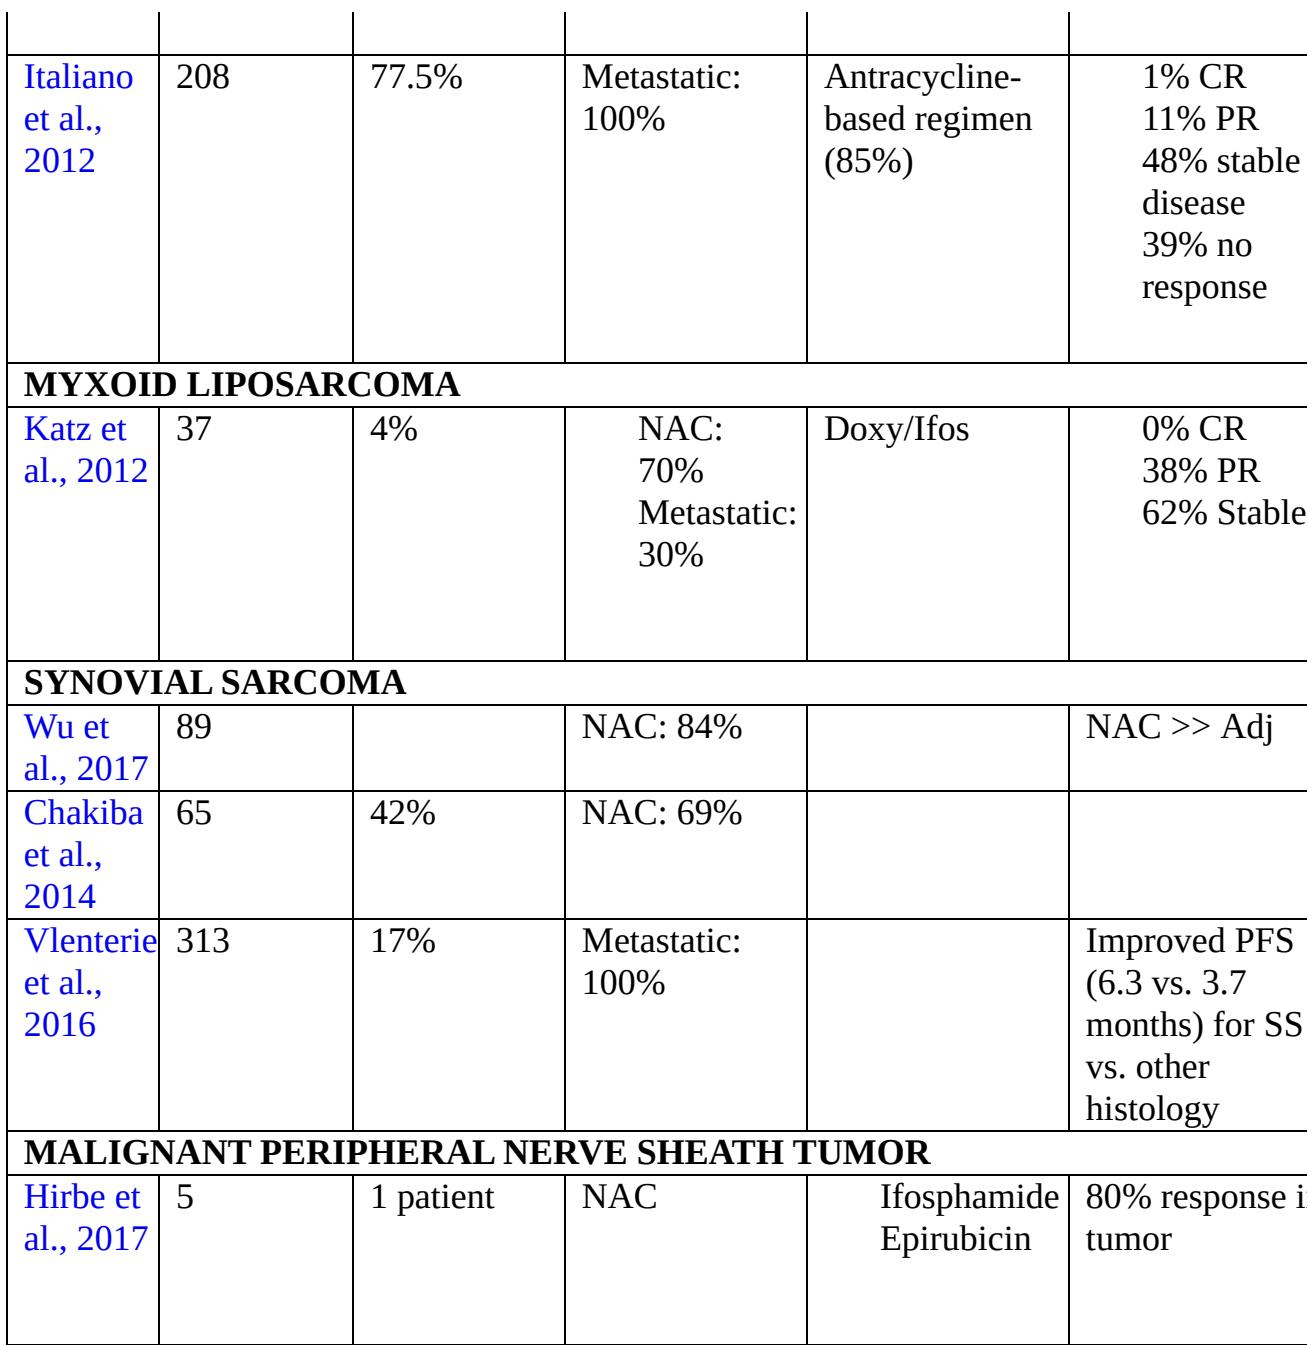 Italiano et al., 2012
208
77.5%
Metastatic: 100%
Antracycline-based regimen (85%)
1% CR
11% PR
48% stable disease
39% no response
MYXOID LIPOSARCOMA
Katz et al., 2012
37
4%
NAC: 70%
Metastatic: 30%
Doxy/Ifos
0% CR
38% PR
62% Stable
SYNOVIAL SARCOMA
Wu et al., 2017
89
NAC: 84%
NAC >> Adj
Chakiba et al., 2014
65
42%
NAC: 69%
Vlenterie et al., 2016
313
17%
Metastatic: 100%
Improved PFS (6.3 vs. 3.7 months) for SS vs. other histology
MALIGNANT PERIPHERAL NERVE SHEATH TUMOR
Hirbe et al., 2017
5
1 patient
NAC
Ifosphamide
Epirubicin
80% response
tumor